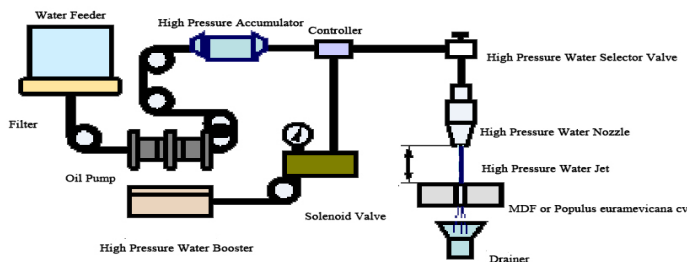 Water Feeder
High Pressure Accumulator
Controller
High Pressure Water Selector Valve
Filter
High Pressure Water Nozzle
Oil Pump
High Pressure Water Jet
MDF or Populus euramevicana cv
Solenoid Valve
High Pressure Water Booster
Drainer